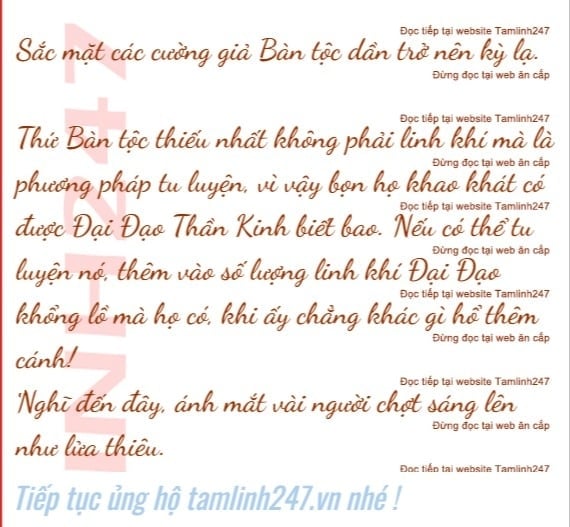 Đọc tiếp tại website Tamlinh247
Sắc mặt các cường giả Bàn tộc dần trở nên kỳ lạ.
Đừng đọc tại web ăn cắp
Đọc tiếp tại website Tamlinh247
Thứ Bàn tộc thiếu nhất không phải linh khí mà là
Đừng đọc tại web ăn cắp
phương pháp tu luyện, vì vậy bọn họ khao khát có
Đọc tiếp tại website Tamlinh247
được Đại Đạo Thần Kinh biết bao. Nếu có thể tu
Đừng đọc tại web ăn cắp
luyện nó, thêm vào số lượng linh khí Đại Đạo
Đọc tiếp tại website Tamlinh247
khổng lồ mà họ có, khi ấy chẳng khác gì hổ thêm
Đừng đọc tại web ăn cắp
cánh!
Đọc tiếp tại website Tamlinh247
'Nghĩ đến đây, ánh mắt vài người chợt sáng lên
Đừng đọc tại web ăn cắp
như lửa thiêu.
Đọc tiếp tại website Tamlinh247
Tiếp tục ủng hộ tamlinh247.vn nhé !
INH247